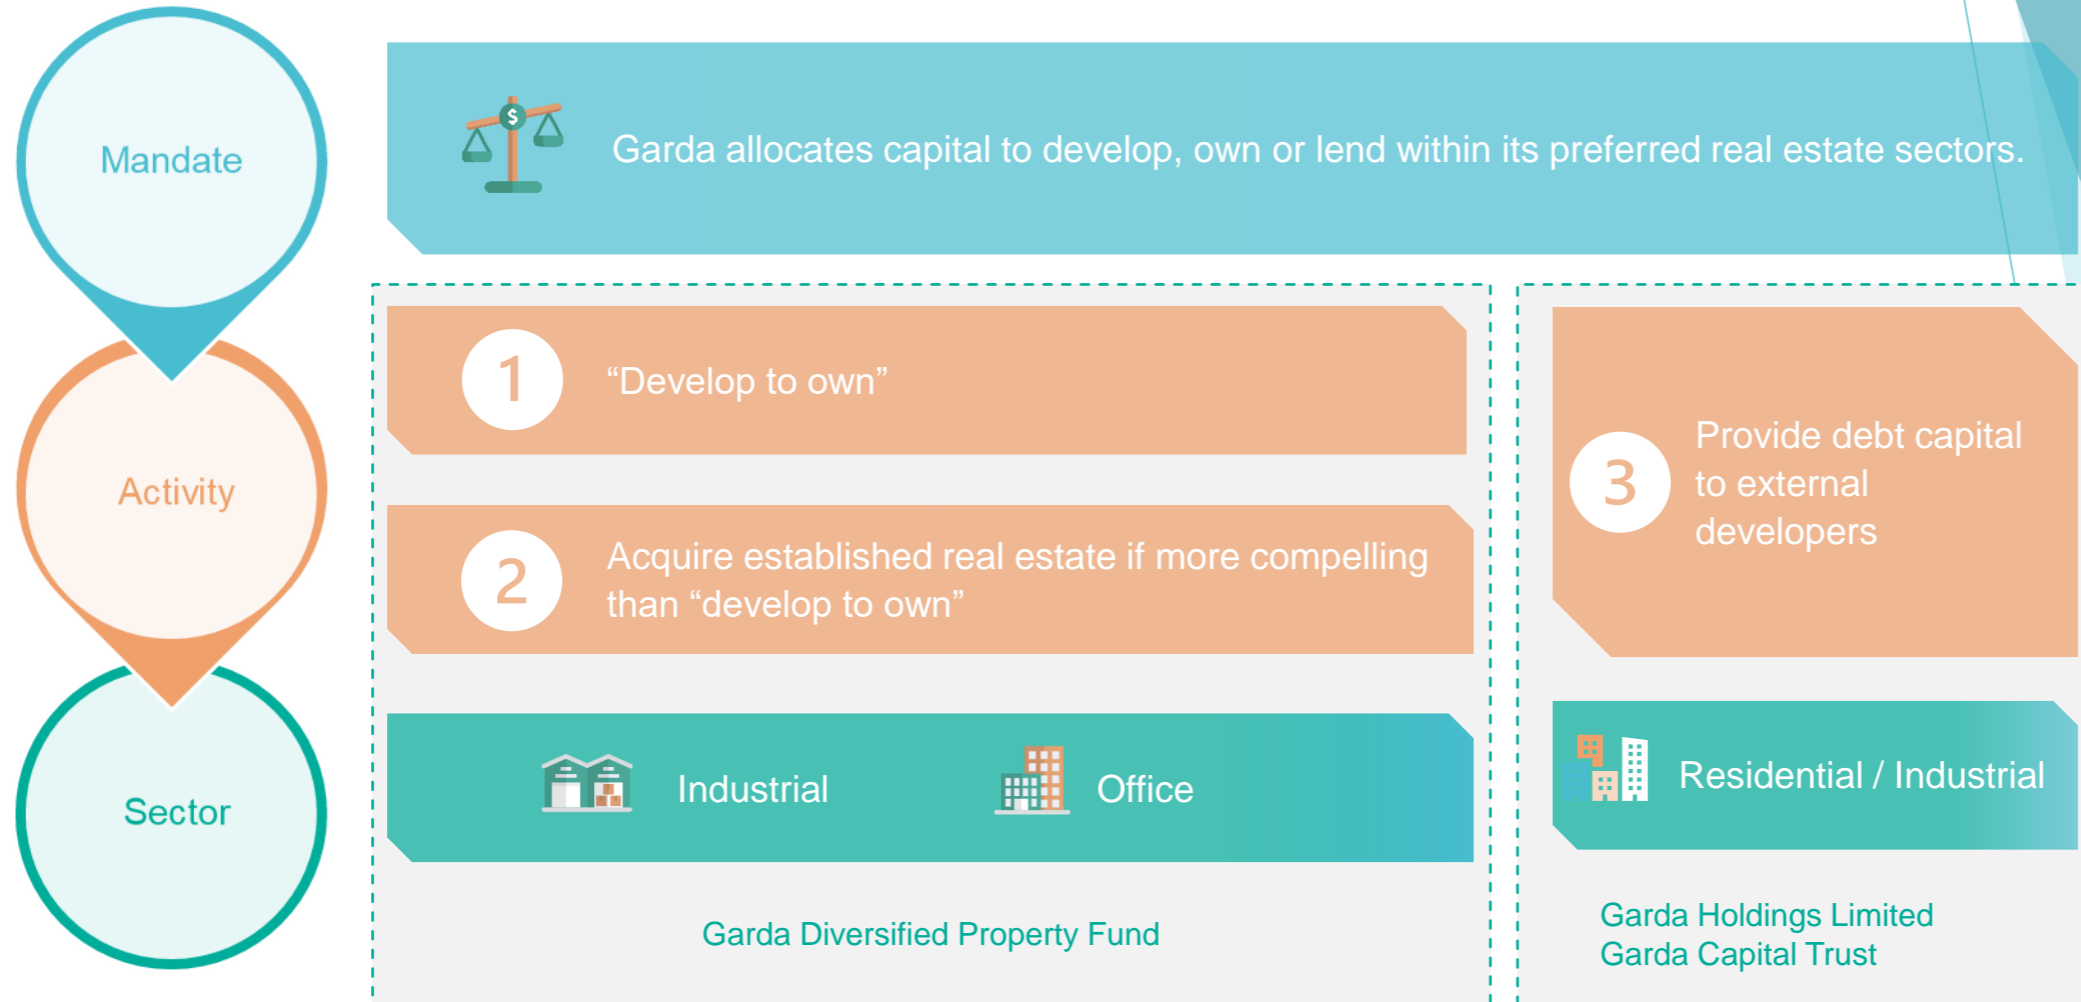 Mandate
$
Garda allocates capital to develop, own or lend within its preferred real estate sectors.
Activity
1
“Develop to own”
2
Acquire established real estate if more compelling
than “develop to own”
3
Provide debt capital
to external
developers
Sector
Industrial
Office
Residential / Industrial
Garda Diversified Property Fund
Garda Holdings Limited
Garda Capital Trust